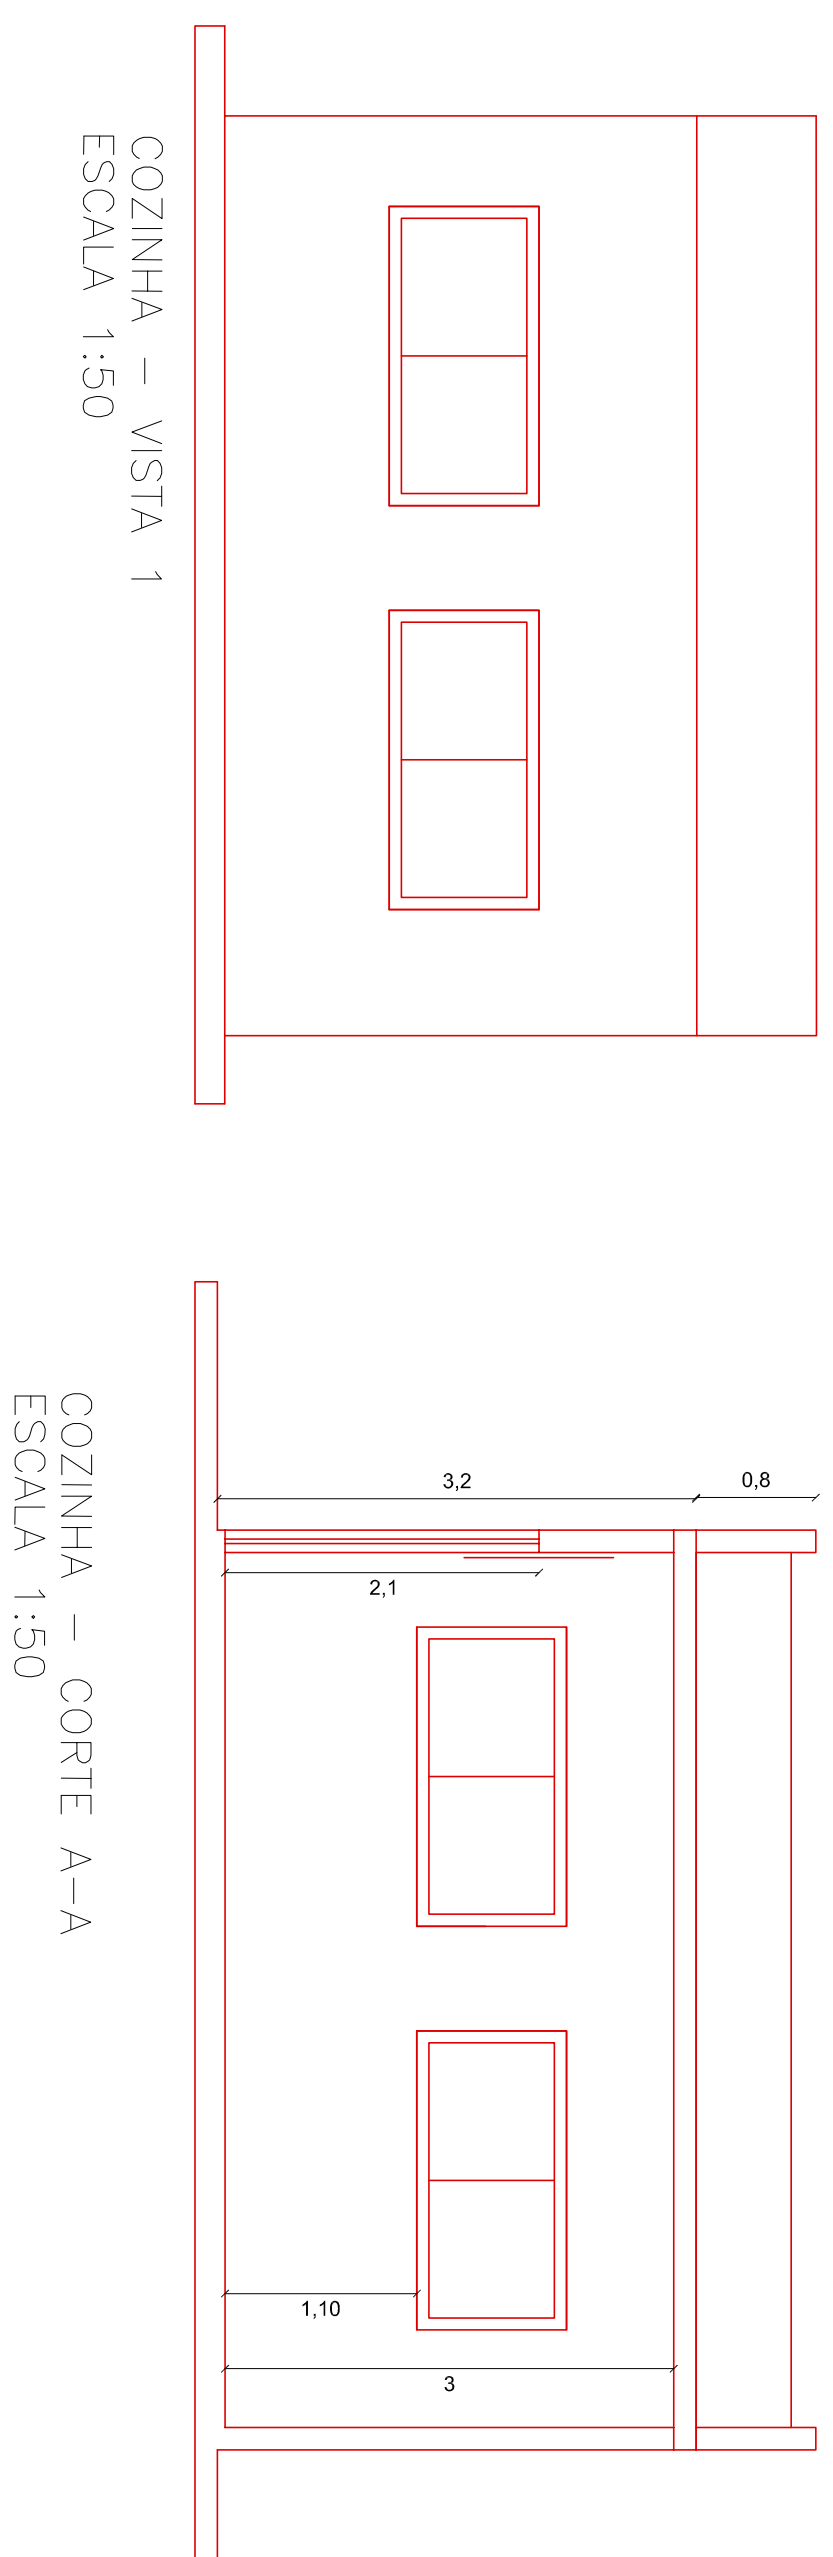 COZINHA - VISTA 1
ESCALA 1:50
3,2
0,8
2,1
1,10
3
COZINHA - CORTE A-A
ESCALA 1:50